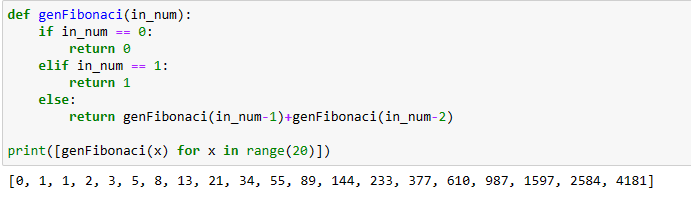 def genFibonaci(in_num):
    if in_num == 0:
        return 0
    elif in_num == 1:
        return 1
    else:
        return genFibonaci(in_num-1)+genFibonaci(in_num-2)
print([genFibonaci(x) for x in range(20)])
[0, 1, 1, 2, 3, 5, 8, 13, 21, 34, 55, 89, 144, 233, 377, 610, 987, 1597, 2584, 4181]